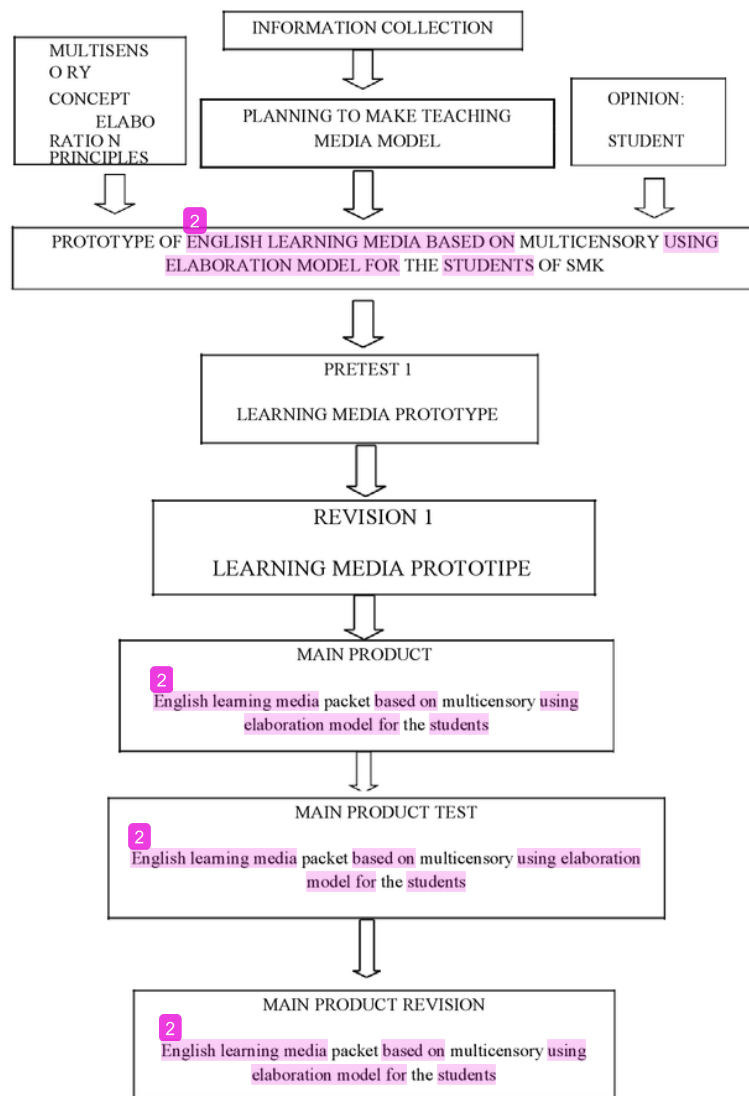 INFORMATION COLLECTION
MULTISENS
O RY
CONCEPT
ELABO
RATIO N
PRINCIPLES
PLANNING TO MAKE TEACHING
MEDIA MODEL
OPINION:
STUDENT
2
PROTOTYPE OF ENGLISH LEARNING MEDIA BASED ON MULTICENSORY USING
ELABORATION MODEL FOR THE STUDENTS OF SMK
PRETEST 1
LEARNING MEDIA PROTOTYPE
REVISION 1
LEARNING MEDIA PROTOTIPE
MAIN PRODUCT
2
English learning media packet based on multicensory using
elaboration model for the students
MAIN PRODUCT TEST
2
English learning media packet based on multicensory using elaboration
model for the students
MAIN PRODUCT REVISION
2
English learning media packet based on multicensory using
elaboration model for the students